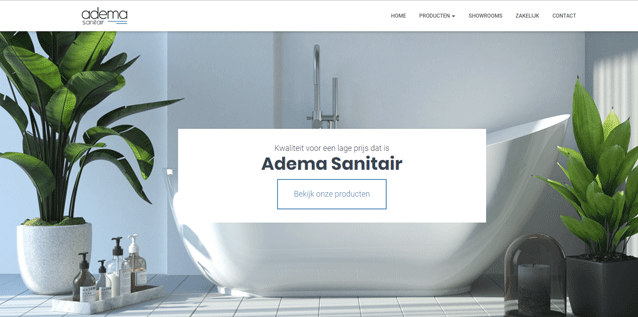 adema
sanitair
HOME PRODUCTEN SHOWROOMS ZAKELIJK CONTACT
Kwaliteit voor een lage prijs dat is
Adema Sanitair
Bekijk onze producten